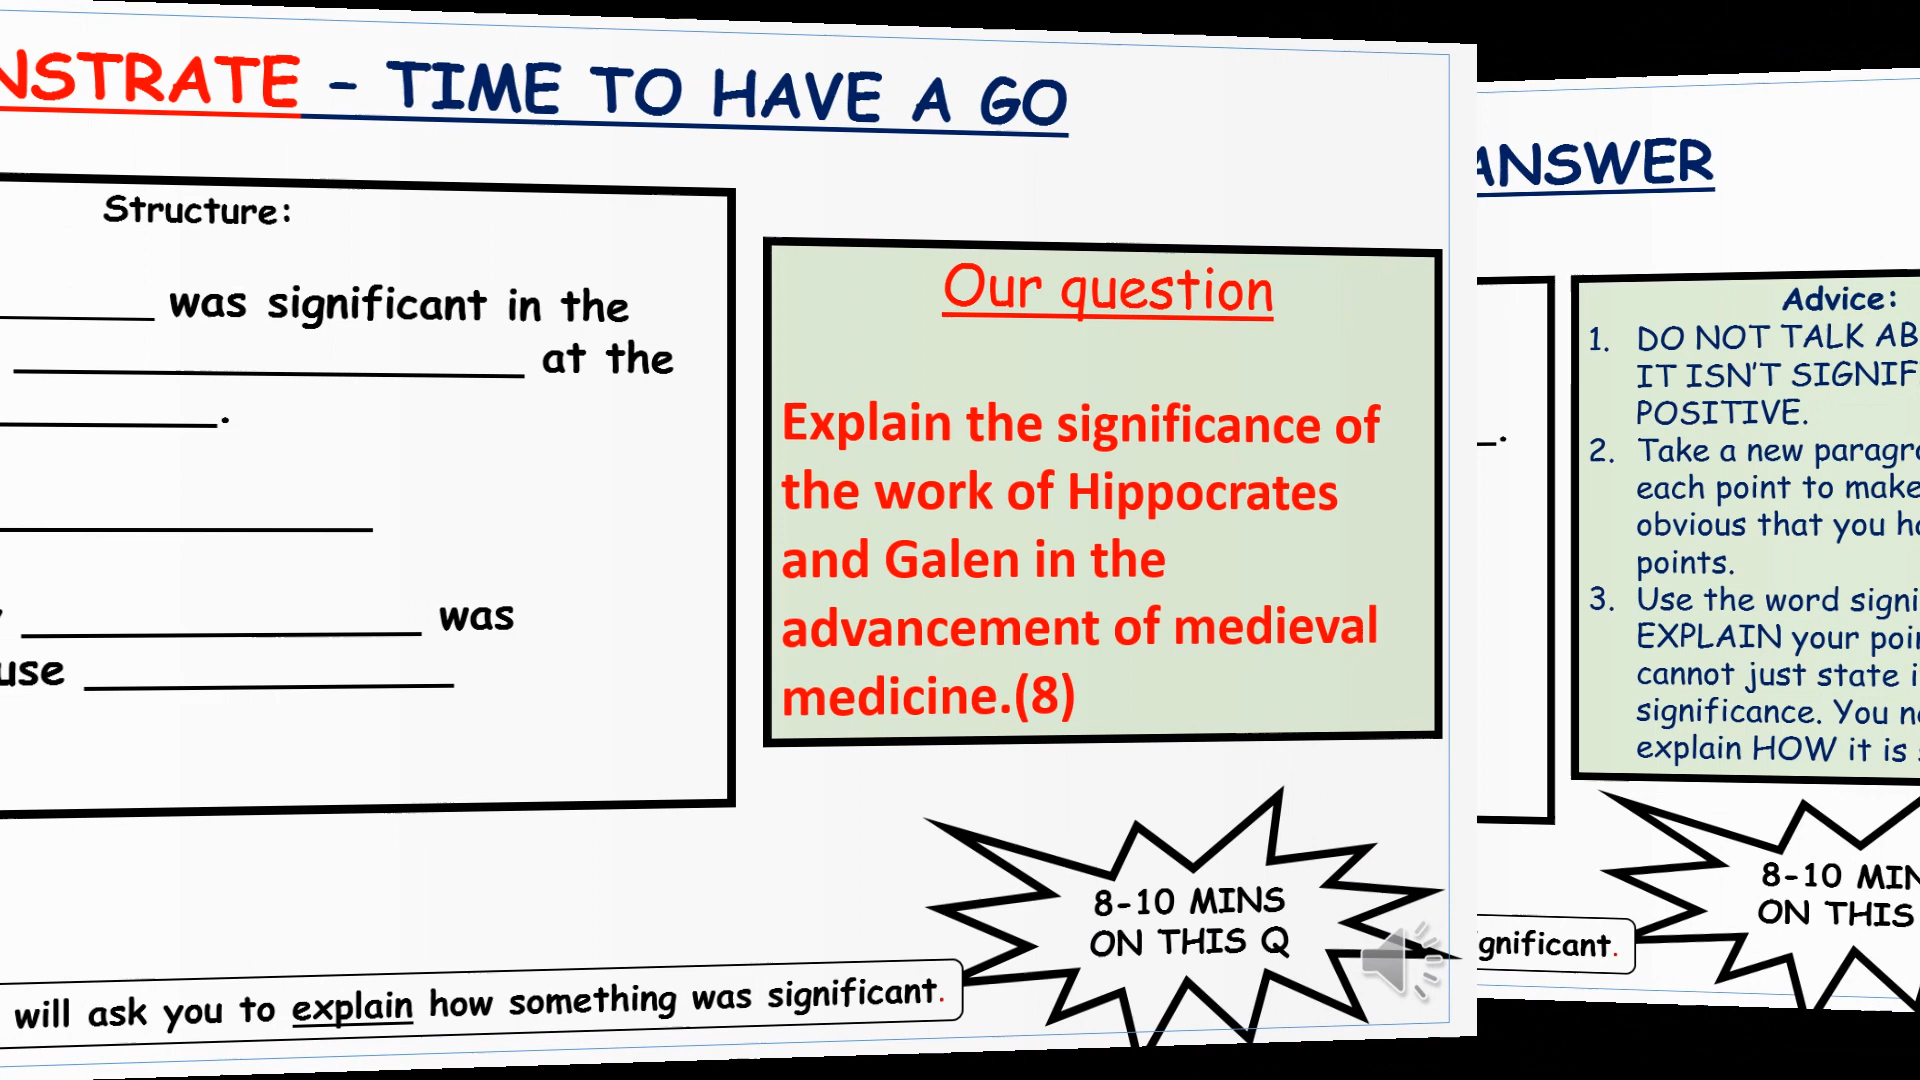 NSTRATE - TIME TO HAVE A GO
Structure:
was significant in the
at the
.
was
use
Our question
Explain the significance of
the work of Hippocrates
and Galen in the
advancement of medieval
medicine.(8)
8-10 MINS
ON THIS Q
will ask you to explain how something was significant.
ANSWER
.
Advice:
1. DO NOT TALK AB
IT ISN'T SIGNIF
POSITIVE.
2. Take a new paragr
each point to make
obvious that you h
points.
3. Use the word signi
EXPLAIN your poi
cannot just state i
significance. You n
explain HOW it is
8-10 MIN
ON THIS
gnificant.